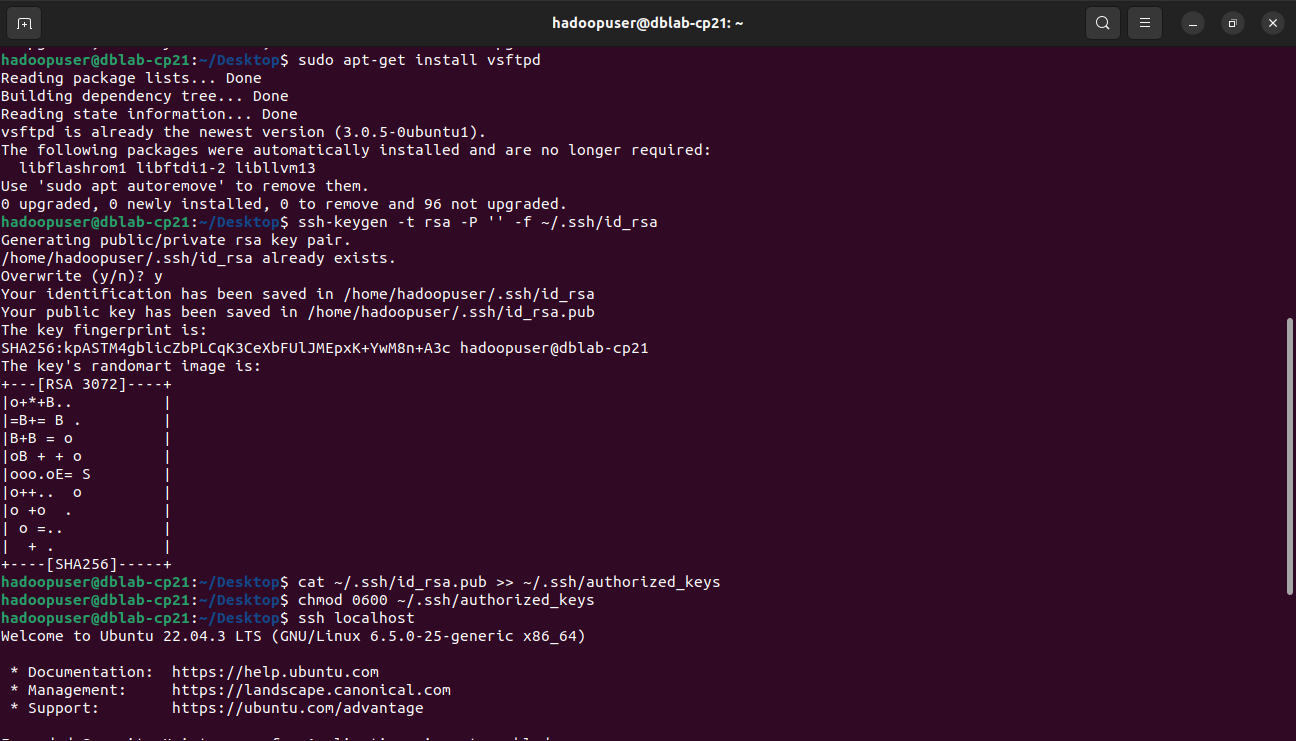 hadoopuser@dblab-cp21: ~
hadoopuser@dblab-cp21:~/Desktop$ sudo apt-get install vsftpd
Reading package lists... Done
Building dependency tree... Done
Reading state information... Done
vsftpd is already the newest version (3.0.5-0ubuntu1).
The following packages were automatically installed and are no longer required:
  libflashrom1 libftdi1-2 libllvm13
Use 'sudo apt autoremove' to remove them.
0 upgraded, 0 newly installed, 0 to remove and 96 not upgraded.
hadoopuser@dblab-cp21:~/Desktop$ ssh-keygen -t rsa -P '' -f ~/.ssh/id_rsa
Generating public/private rsa key pair.
/home/hadoopuser/.ssh/id_rsa already exists.
Overwrite (y/n)? y
Your identification has been saved in /home/hadoopuser/.ssh/id_rsa
Your public key has been saved in /home/hadoopuser/.ssh/id_rsa.pub
The key fingerprint is:
SHA256:kpASTM4gblicZbPLCqK3CeXbFUlJMEpxK+YwM8n+A3c hadoopuser@dblab-cp21
The key's randomart image is:
+---[RSA 3072]----+
|o+*+B..          |
|=B+= B .         |
|B+B = o          |
|oB + + o         |
|ooo.oE= S        |
|o++..  o         |
|o +o  .          |
| o =..           |
|  + .            |
+----[SHA256]-----+
hadoopuser@dblab-cp21:~/Desktop$ cat ~/.ssh/id_rsa.pub >> ~/.ssh/authorized_keys
hadoopuser@dblab-cp21:~/Desktop$ chmod 0600 ~/.ssh/authorized_keys
hadoopuser@dblab-cp21:~/Desktop$ ssh localhost
Welcome to Ubuntu 22.04.3 LTS (GNU/Linux 6.5.0-25-generic x86_64)
 * Documentation:  https://help.ubuntu.com
 * Management:     https://landscape.canonical.com
 * Support:        https://ubuntu.com/advantage